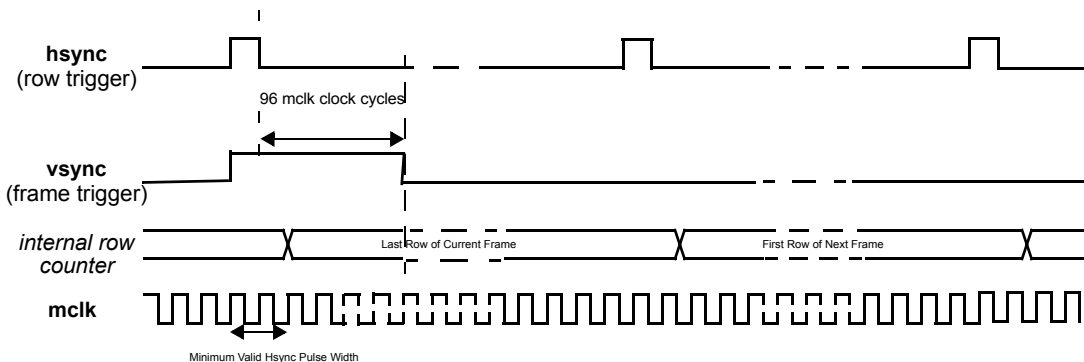 hsync
(row trigger)
96 mclk clock cycles
vsync
(frame trigger)
internal row
counter
Last Row of Current Frame
First Row of Next Frame
mclk
Minimum Valid Hsync Pulse Width